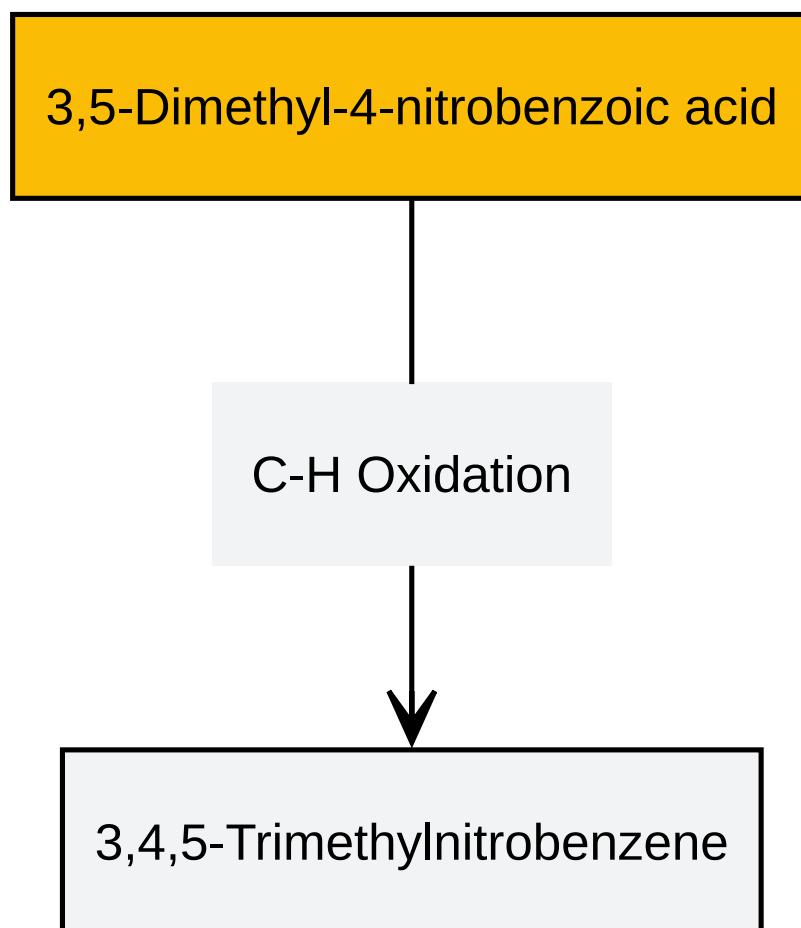 3,5-Dimethyl-4-nitrobenzoic acid
C-H Oxidation
3,4,5-Trimethylnitrobenzene